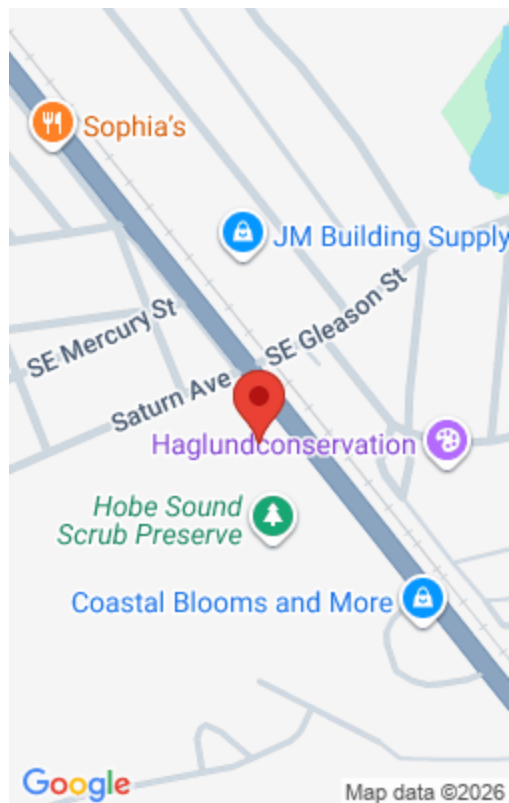 Sophia's
JM Building Supply
SE Gleason St
SE Mercury St
Saturn Ave
Haglundconservation
Hobe Sound
Scrub Preserve
Coastal Blooms and More
Google
Map data ©2026